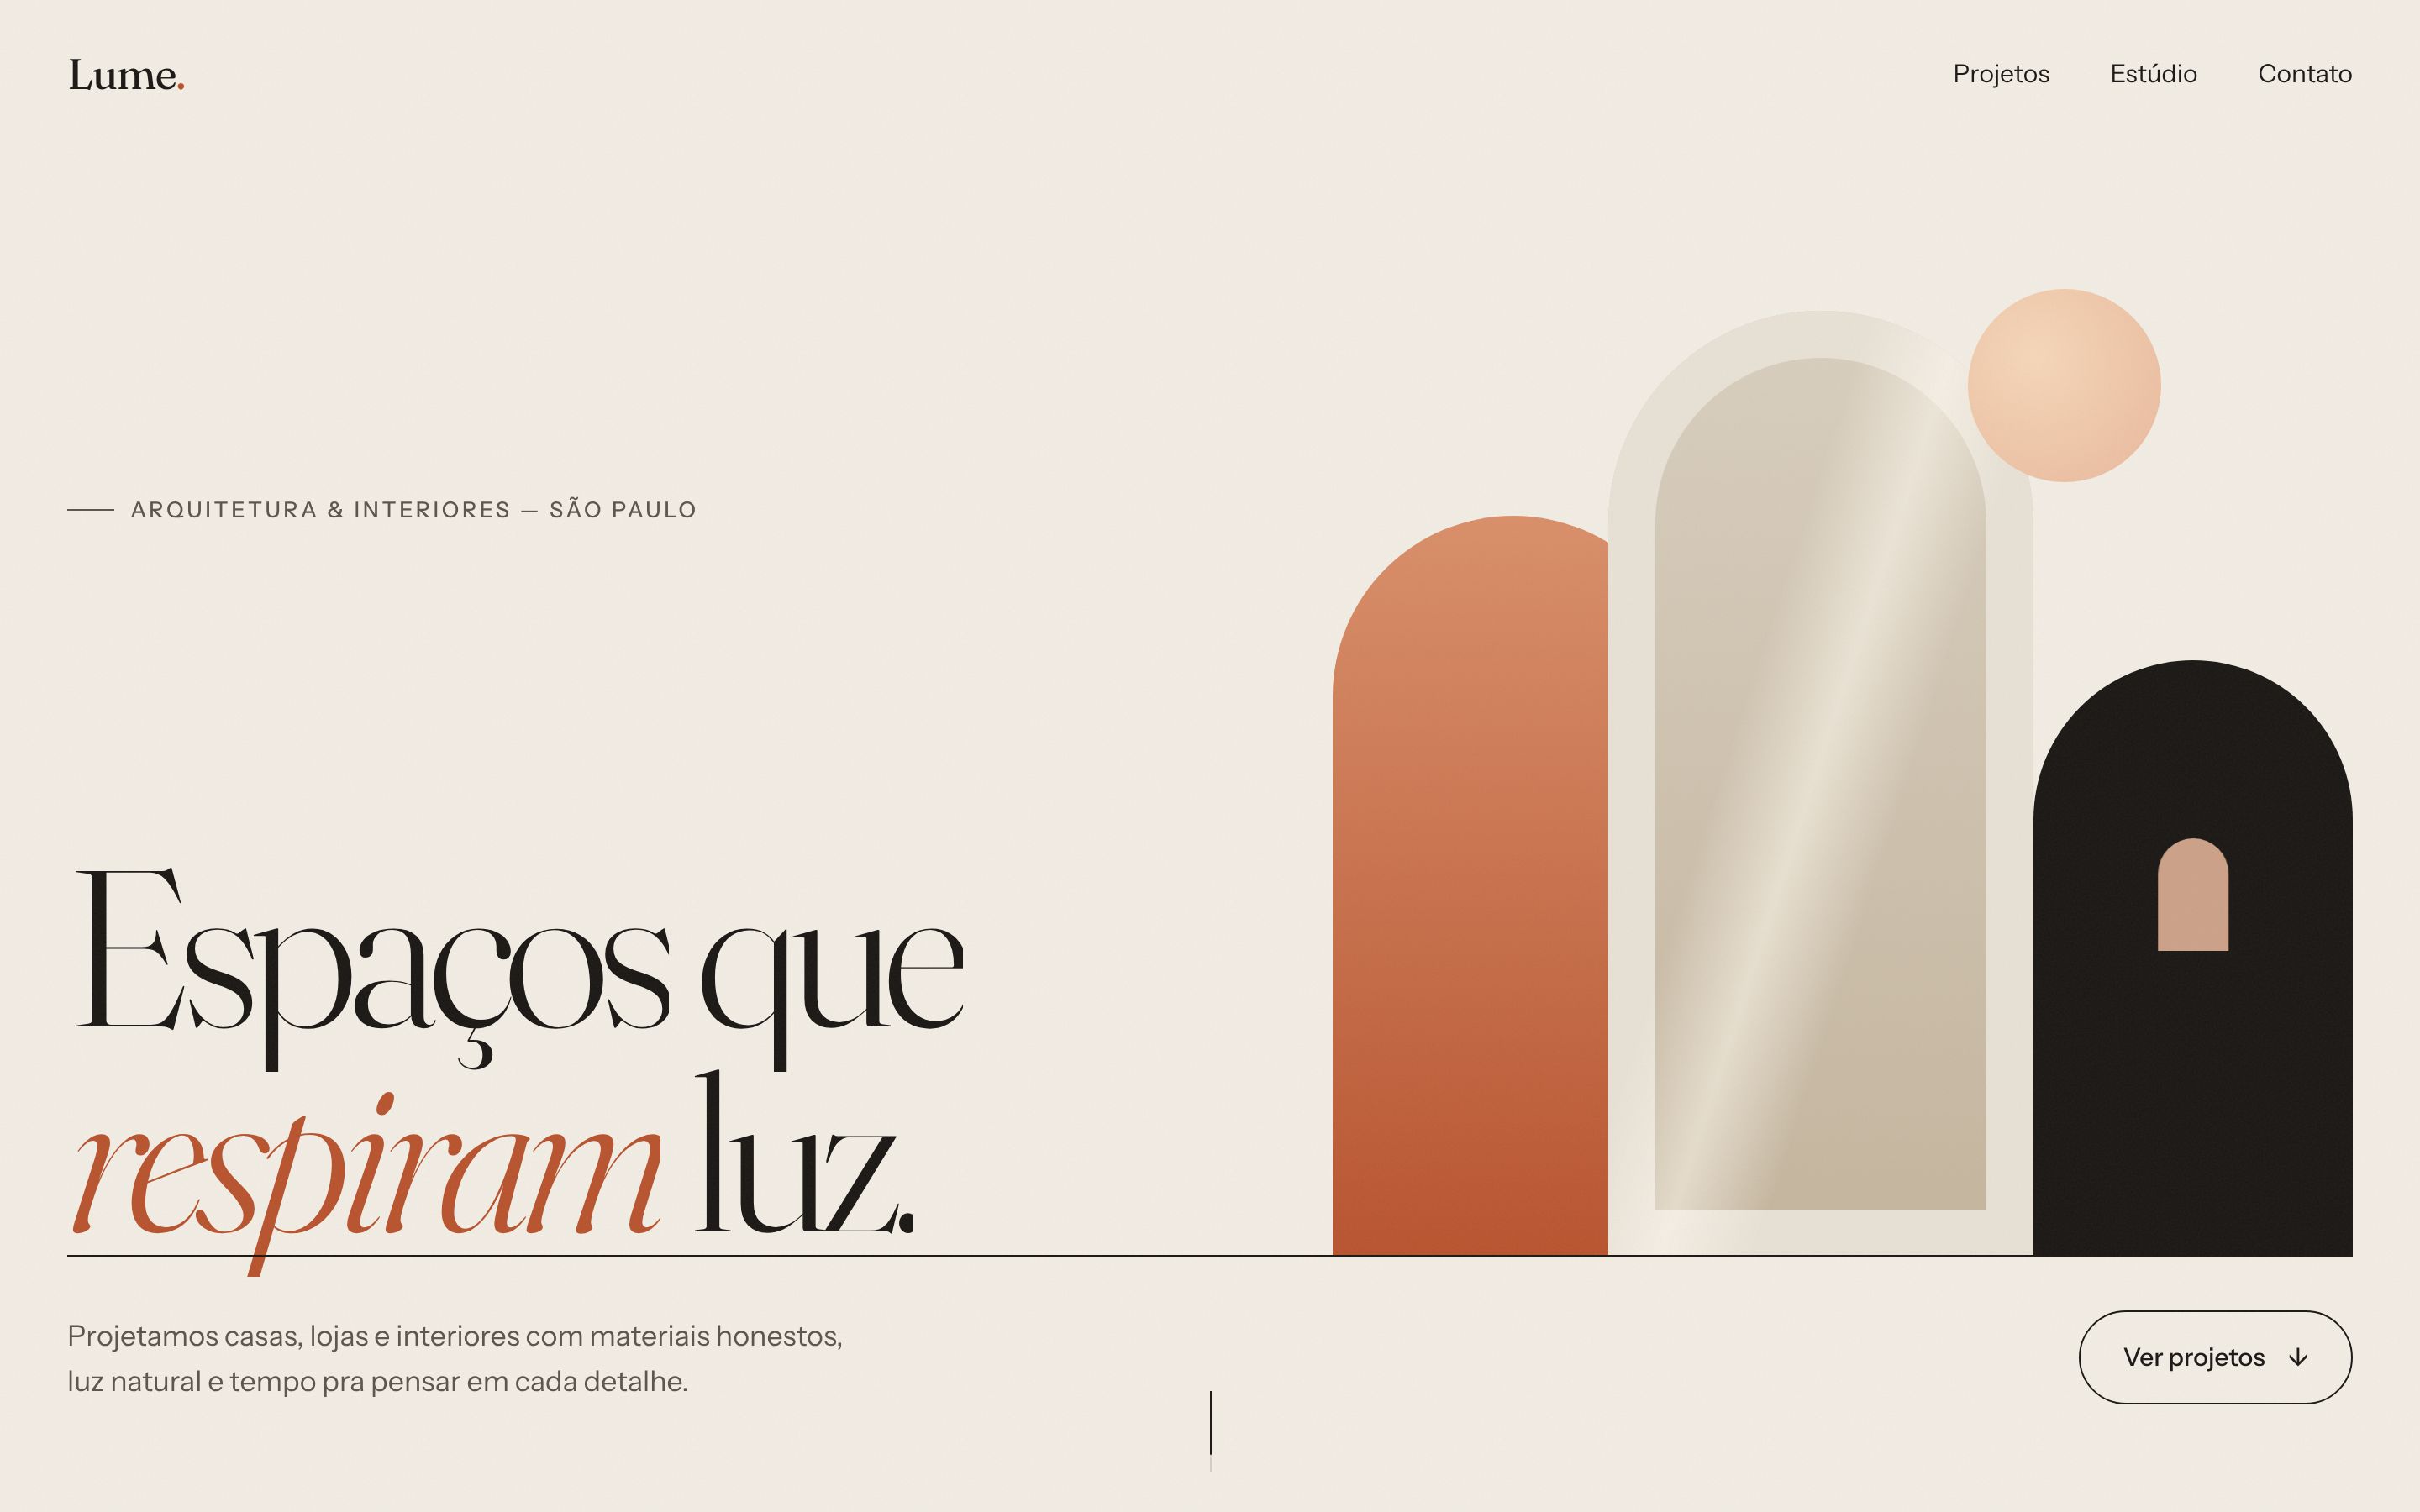 Lume.
Projetos
Estúdio
Contato
ARQUITETURA & INTERIORES — SÃO PAULO
Espaços que
respiram luz.
Projetamos casas, lojas e interiores com materiais honestos,
luz natural e tempo pra pensar em cada detalhe.
Ver projetos ↓